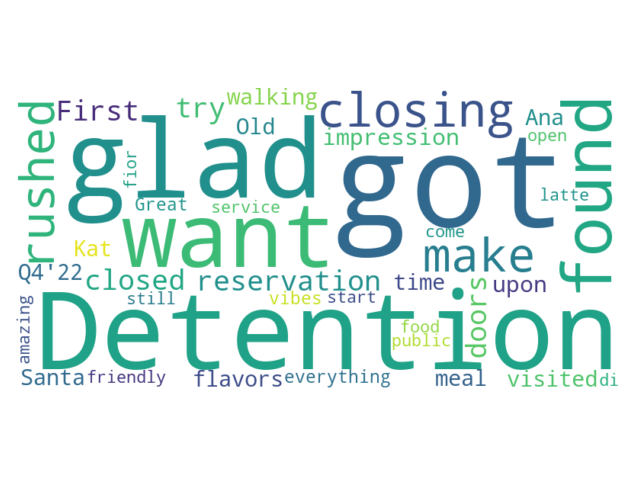 rushed
First
try
walking
closing
Ana
open
found
Old
impression
glad
got
fior
Great
service
latte
want
come
make
Kat
Q4'22
closed
reservation
time
upon
doors
amazing
still
vibes
start
Detention
food
public
Santa
friendly
flavors
everything
meal
visited
di